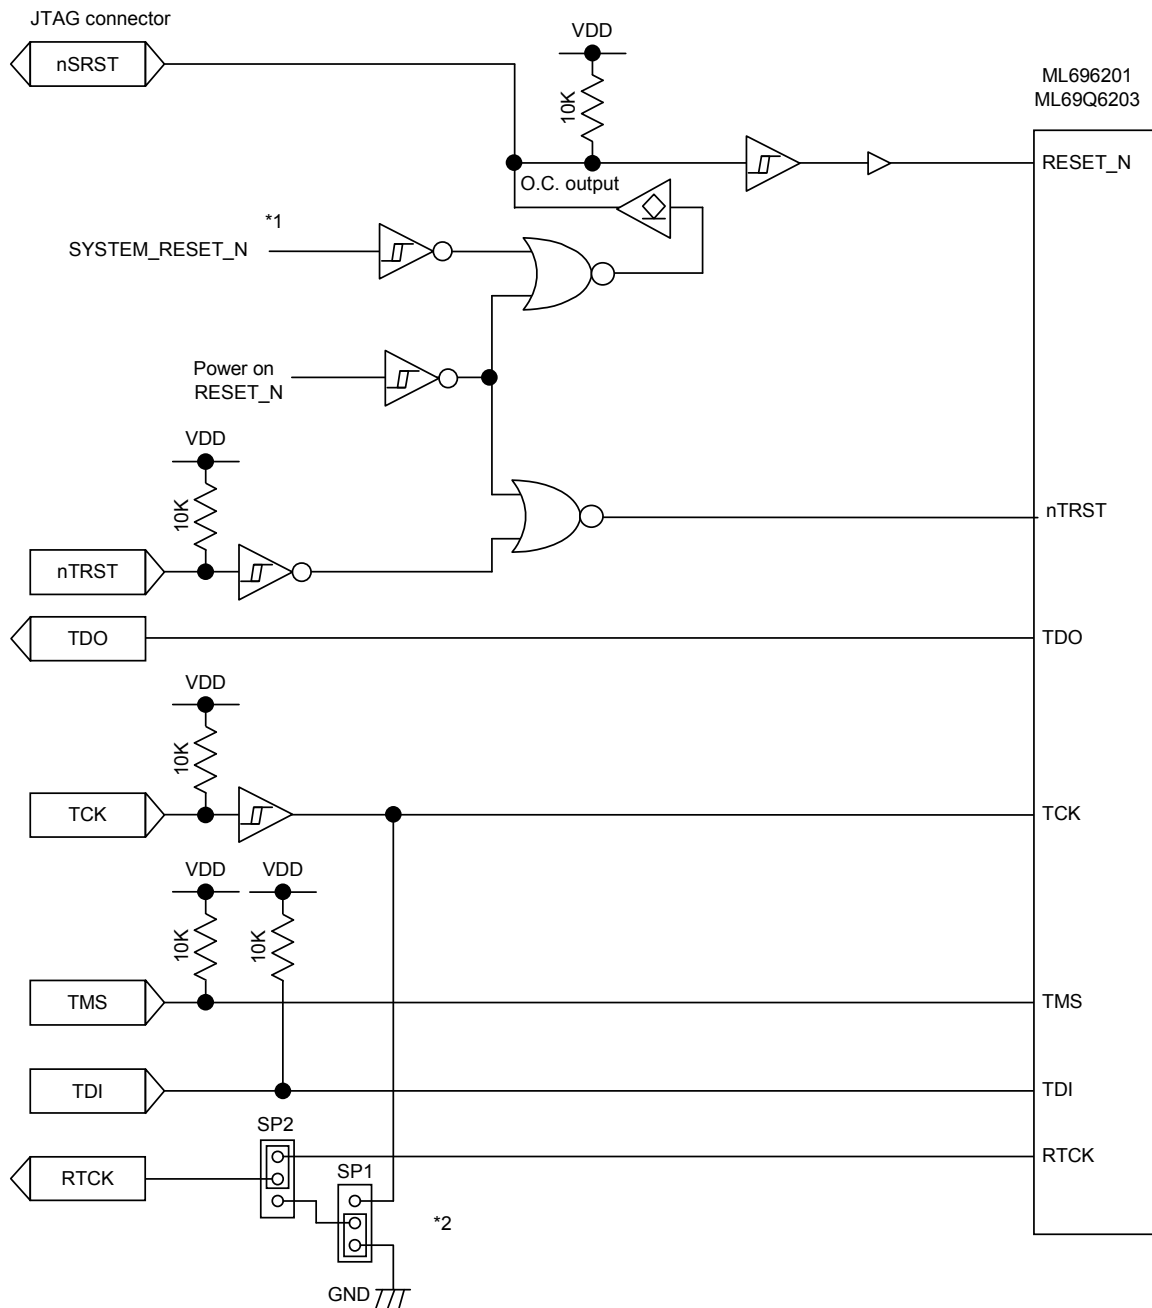 JTAG connector
nSRST
VDD
10K
ML696201
ML69Q6203
RESET_N
O.C. output
*1
SYSTEM_RESET_N
Power on
RESET_N
VDD
10K
nTRST
nTRST
TDO
TDO
VDD
10K
TCK
TCK
VDD
VDD
10K
10K
TMS
TMS
TDI
TDI
SP2
RTCK
RTCK
SP1
*2
GND